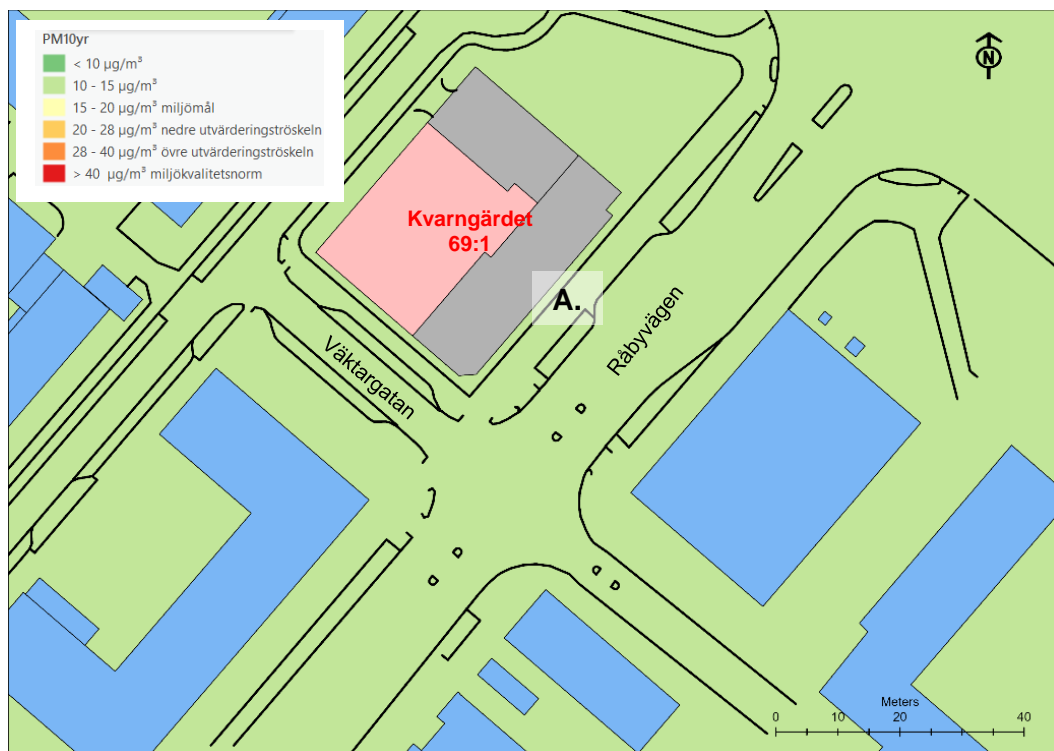 PM10yr
< 10 µg/m³
10 - 15 µg/m³
15 - 20 µg/m³ miljömål
20 - 28 µg/m³ nedre utvärderingströskeln
28 - 40 µg/m³ övre utvärderingströskeln
> 40 µg/m³ miljökvalitetsnorm
N
Kvarngärdet
69:1
A.
Råbyvägen
Väktargatan
Meters
0 10 20 40